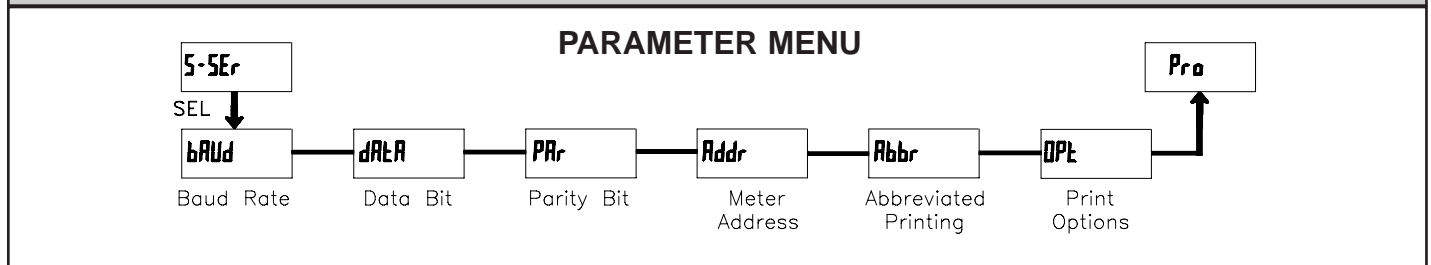 PARAMETER MENU
5-SEr
Pro
SEL
bAUd
dAtA
PAr
Addr
Abbr
OPt
Baud Rate
Data Bit
Parity Bit
Meter
Address
Abbreviated
Printing
Print
Options